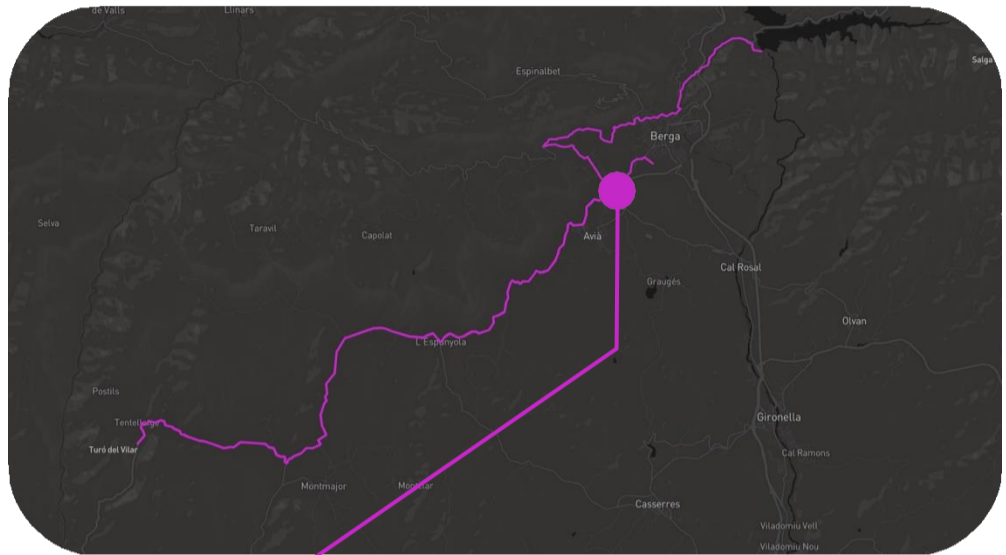 de Valls
Llinars
Salga
Espinalbet
Berga
Selva
Taravil
Capolat
Avià
Cal Rosal
Graugés
Olvan
L'Espunyola
Postils
Gironella
Turó del Vilar
Cal Ramons
Montmajor
Casserres
Viladomiu Vell
Viladomiu Nou